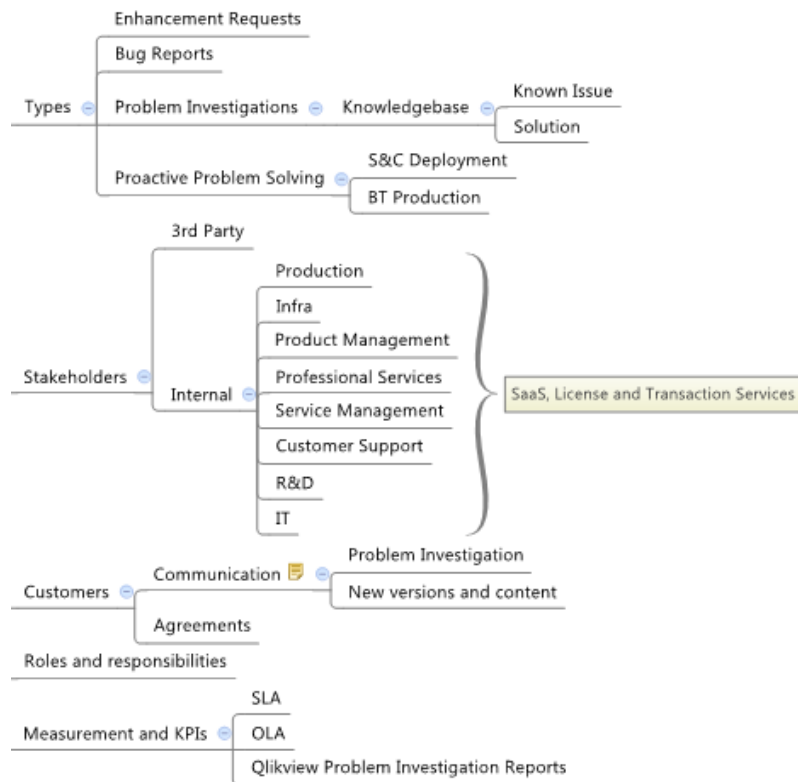 Enhancement Requests
Bug Reports
Types
Problem Investigations
Knowledgebase
Known Issue
Solution
Proactive Problem Solving
S&C Deployment
BT Production
3rd Party
Stakeholders
Internal
Production
Infra
Product Management
Professional Services
Service Management
Customer Support
R&D
IT
SaaS, License and Transaction Services
Customers
Communication
Problem Investigation
New versions and content
Agreements
Roles and responsibilities
Measurement and KPIs
SLA
OLA
Qlikview Problem Investigation Reports